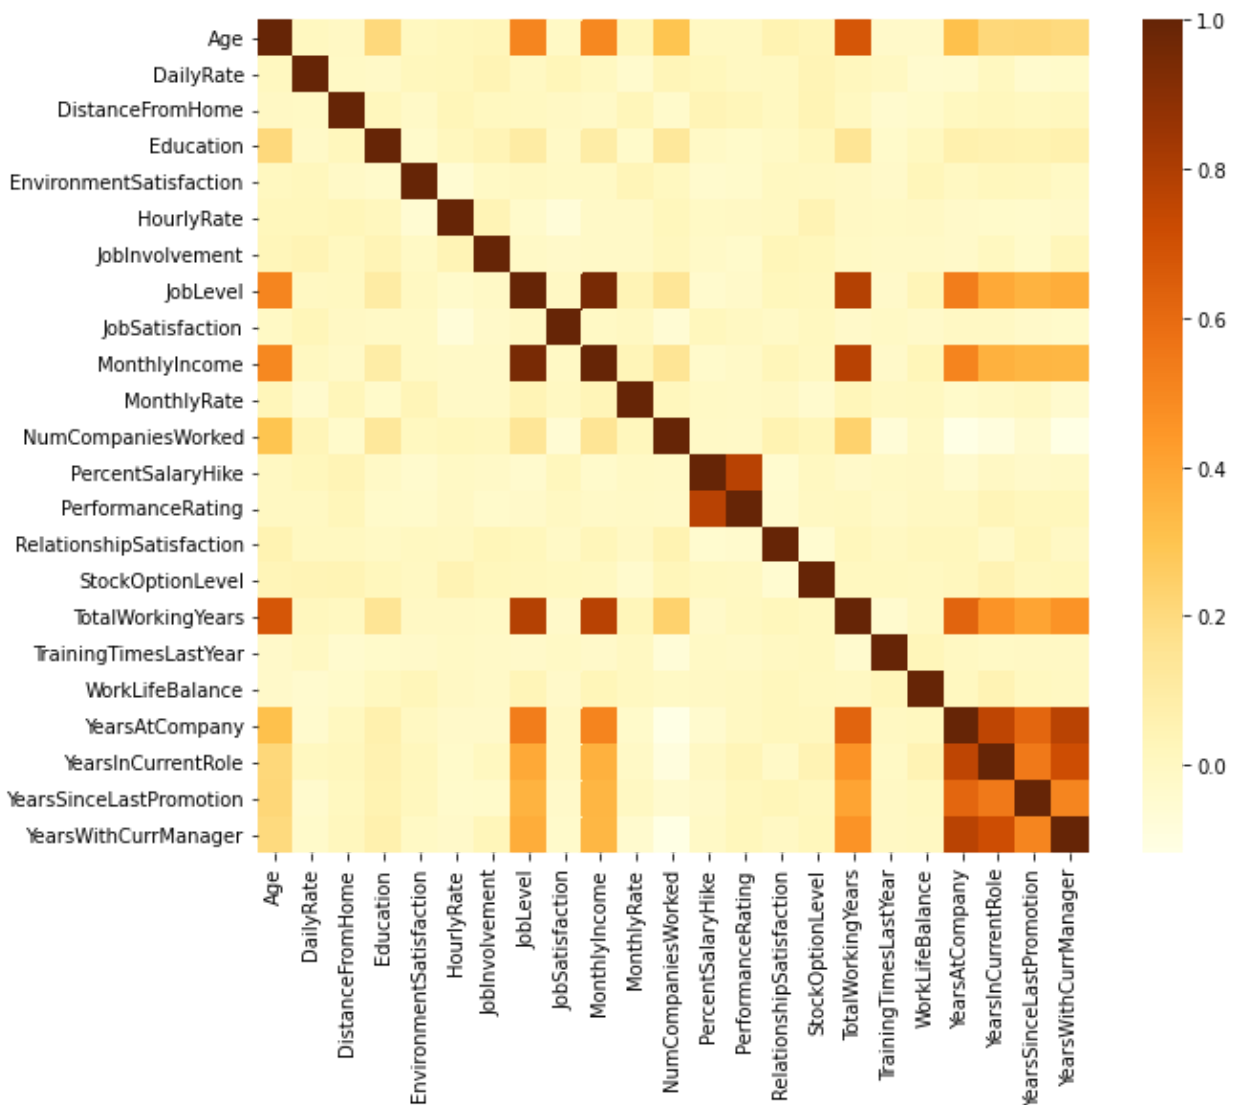 Age
DailyRate
DistanceFromHome
Education
EnvironmentSatisfaction
HourlyRate
JobInvolvement
JobLevel
JobSatisfaction
MonthlyIncome
MonthlyRate
NumCompaniesWorked
PercentSalaryHike
PerformanceRating
RelationshipSatisfaction
StockOptionLevel
TotalWorkingYears
TrainingTimesLastYear
WorkLifeBalance
YearsAtCompany
YearsInCurrentRole
YearsSinceLastPromotion
YearsWithCurrManager
Age
DailyRate
DistanceFromHome
Education
EnvironmentSatisfaction
HourlyRate
JobInvolvement
JobLevel
JobSatisfaction
MonthlyIncome
MonthlyRate
NumCompaniesWorked
PercentSalaryHike
PerformanceRating
RelationshipSatisfaction
StockOptionLevel
TotalWorkingYears
TrainingTimesLastYear
WorkLifeBalance
YearsAtCompany
YearsInCurrentRole
YearsSinceLastPromotion
YearsWithCurrManager
1.0
0.8
0.6
0.4
0.2
0.0